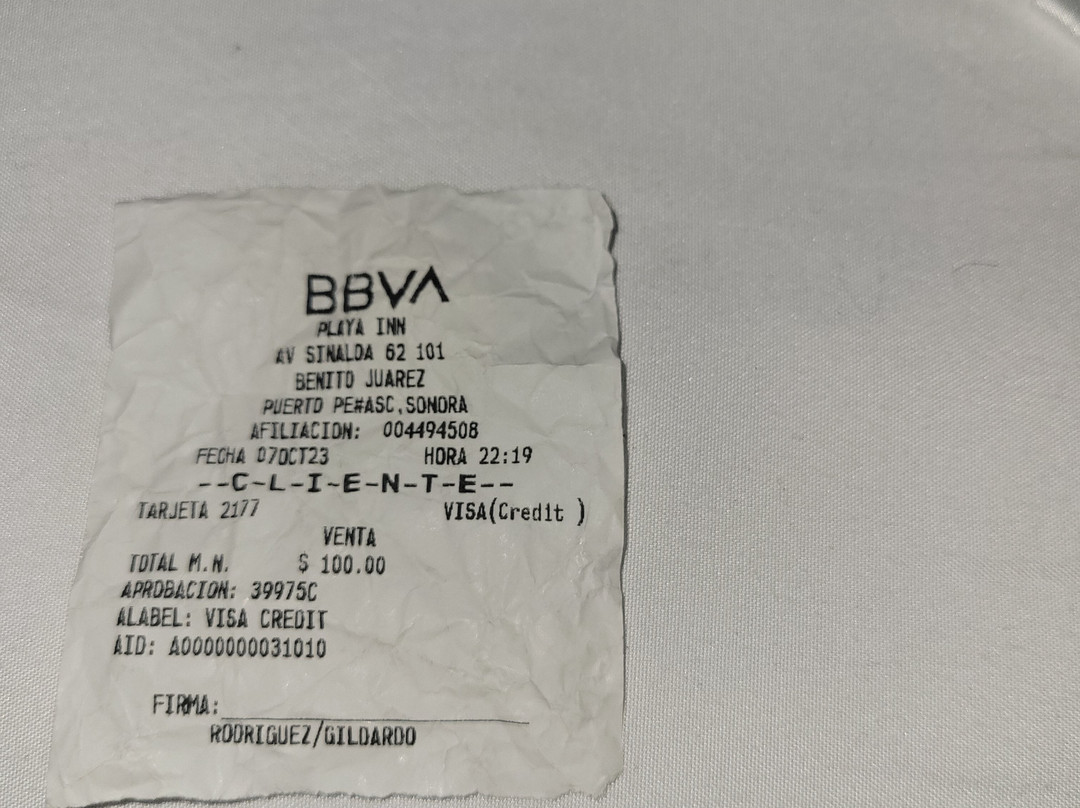 BBVA
PLAYA INN
AV SINALOA 62 101
BENITO JUAREZ
PUERTO PE#ASC,SONORA
AFILIACION: 004494508
FECHA 07OCT23 HORA 22:19
--C-L-I-E-N-T-E--
TARJETA 2177 VISA(Credit )
VENTA
TOTAL M.N. $ 100.00
APROBACION: 39975C
ALABEL: VISA CREDIT
AID: A0000000031010
FIRMA:
RODRIGUEZ/GILDARDO